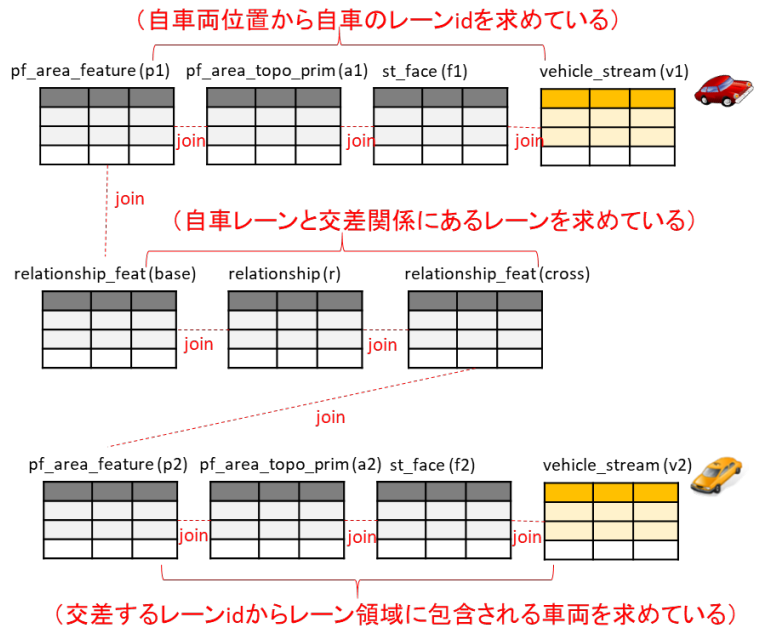 （自車両位置から自車のレーンidを求めている）
pf_area_feature (p1) pf_area_topo_prim (a1) st_face (f1) vehicle_stream (v1)
join join join
join
（自車レーンと交差関係にあるレーンを求めている）
relationship_feat (base) relationship (r) relationship_feat (cross)
join join
join
pf_area_feature (p2) pf_area_topo_prim (a2) st_face (f2) vehicle_stream (v2)
join join join
（交差するレーンidからレーン領域に包含される車両を求めている）